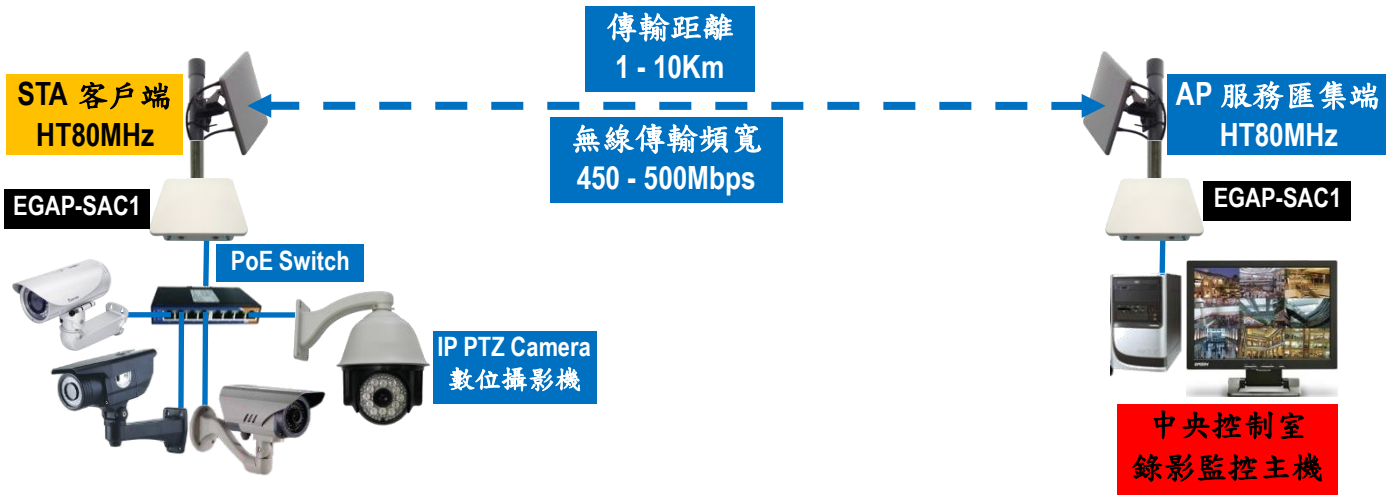 傳輸距離
1 - 10Km
STA 客戶端
HT80MHz
AP 服務匯集端
HT80MHz
無線傳輸頻寬
450 - 500Mbps
EGAP-SAC1
EGAP-SAC1
PoE Switch
IP PTZ Camera
數位攝影機
中央控制室
錄影監控主機